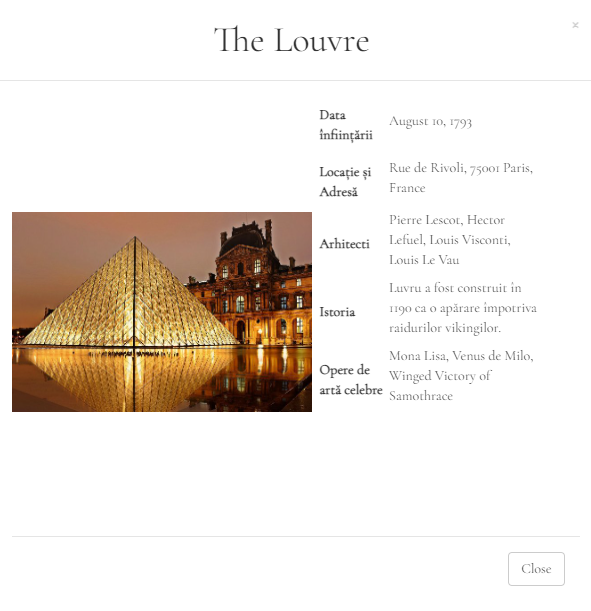 The Louvre
×
Data
înființării
August 10, 1793
Locație și
Adresă
Rue de Rivoli, 75001 Paris,
France
Arhitecti
Pierre Lescot, Hector
Lefuel, Louis Visconti,
Louis Le Vau
Istoria
Luvru a fost construit în
1190 ca o apărare împotriva
raidurilor vikingilor.
Opere de
artă celebre
Mona Lisa, Venus de Milo,
Winged Victory of
Samothrace
Close